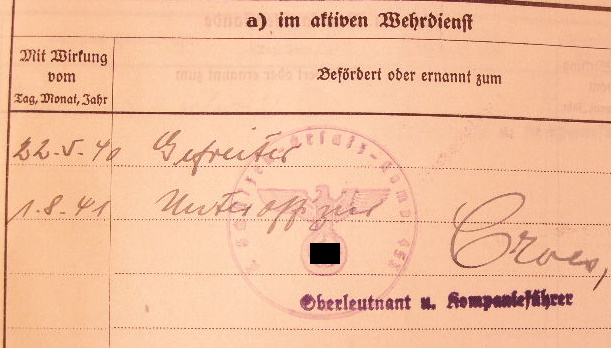 a) im aktiven Wehrdienst
Mit Wirkung
vom
Tag, Monat, Jahr
Befördert oder ernannt zum
22.5.40 Gefreiter
1.8.41 Unteroffizier
Oberleutnant u. Kompanieführer